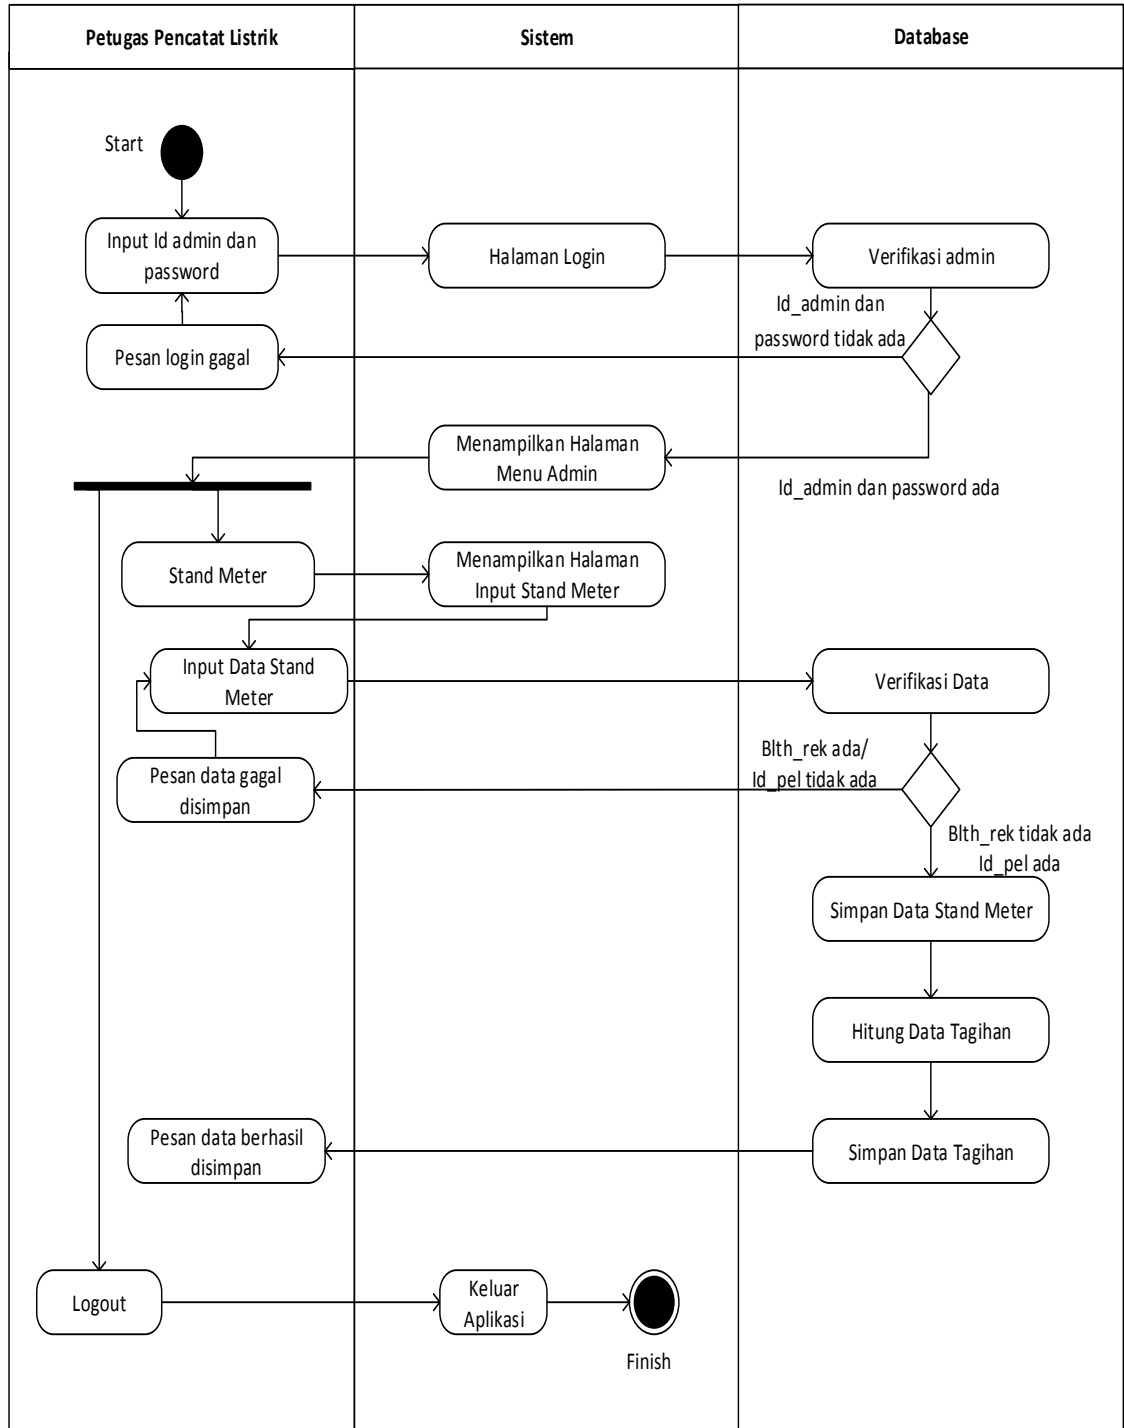 Petugas Pencatat Listrik
Sistem
Database
Start
Input Id admin dan
password
Halaman Login
Verifikasi admin
Id_admin dan
password tidak ada
Pesan login gagal
Menampilkan Halaman
Menu Admin
Id_admin dan password ada
Stand Meter
Menampilkan Halaman
Input Stand Meter
Input Data Stand
Meter
Verifikasi Data
Blth_rek ada/
Id_pel tidak ada
Pesan data gagal
disimpan
Blth_rek tidak ada
Id_pel ada
Simpan Data Stand Meter
Hitung Data Tagihan
Pesan data berhasil
disimpan
Simpan Data Tagihan
Logout
Keluar
Aplikasi
Finish